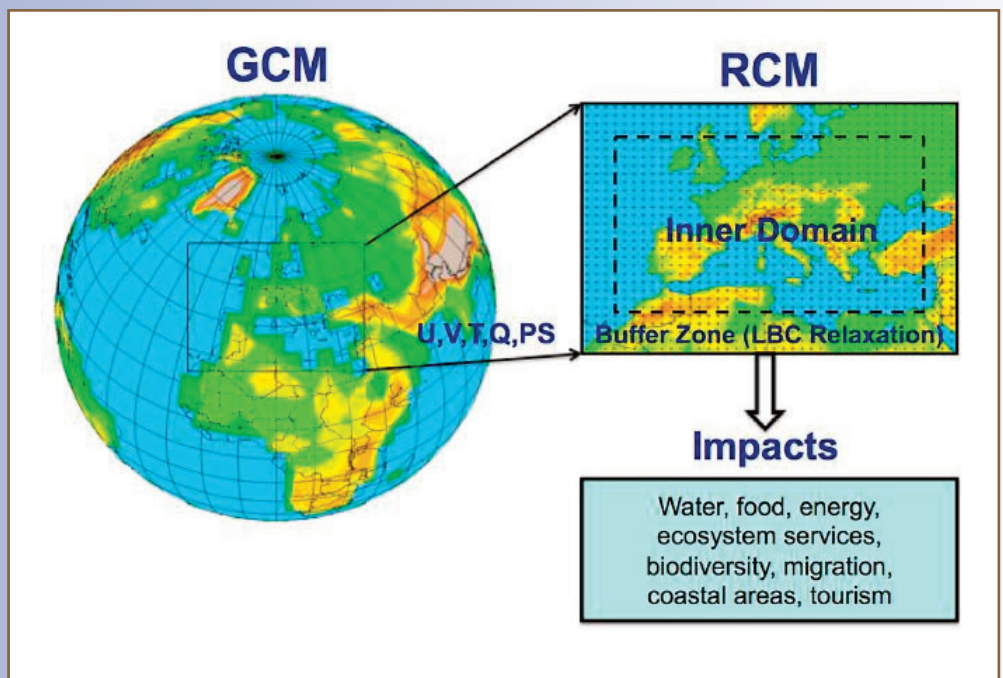 GCM
RCM
Inner Domain
U,V,T,Q,PS
Buffer Zone (LBC Relaxation)
Impacts
Water, food, energy,
ecosystem services,
biodiversity, migration,
coastal areas, tourism